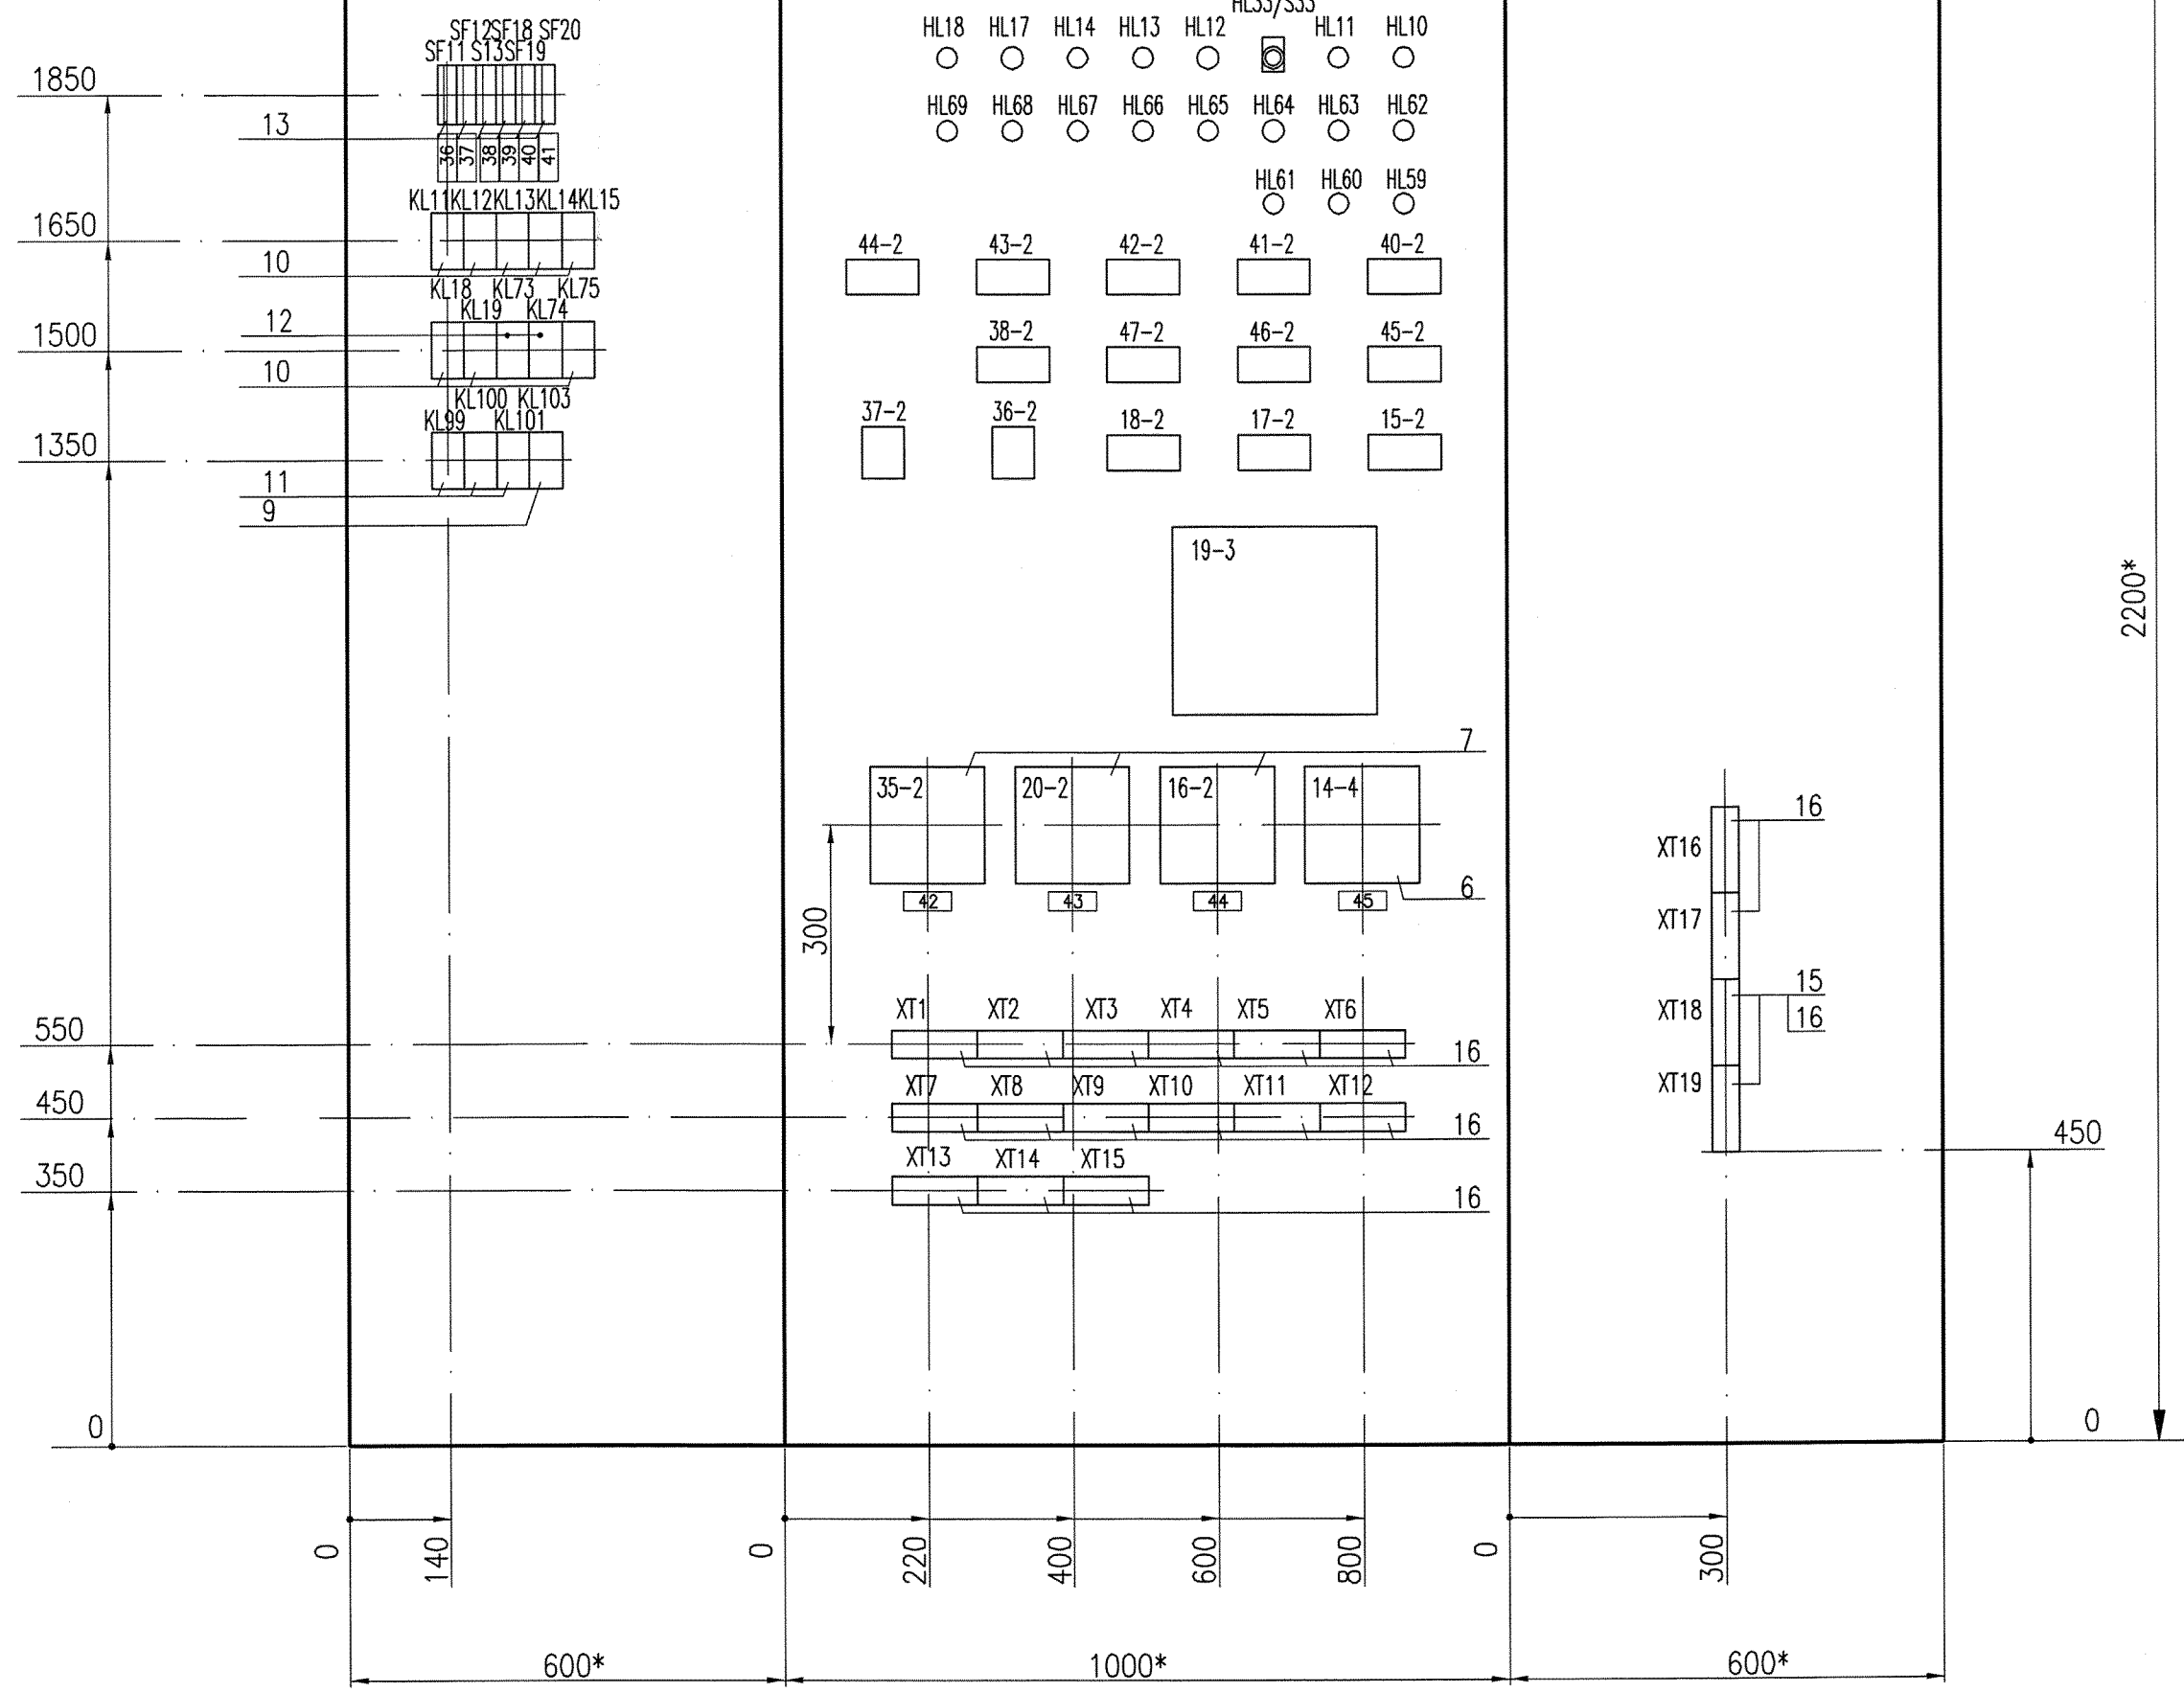 HL33/S33
HL18 HL17 HL14 HL13 HL12 HL11 HL10
SF12 SF18 SF20
SF11 S13 SF19
1850
HL69 HL68 HL67 HL66 HL65 HL64 HL63 HL62
13
36 37 38 39 40 41
HL61 HL60 HL59
KL11 KL12 KL13 KL14 KL15
1650
44-2 43-2 42-2 41-2 40-2
10
KL18 KL73 KL75
KL19 KL74
12
1500
38-2 47-2 46-2 45-2
10
KL100 KL103
KL99 KL101
37-2 36-2 18-2 17-2 15-2
1350
11
9
19-3
2200*
7
35-2 20-2 16-2 14-4
16
XT16
6
42 43 44 45
XT17
300
15
XT1 XT2 XT3 XT4 XT5 XT6
XT18
16
550
16
XT7 XT8 XT9 XT10 XT11 XT12
XT19
450
16
450
XT13 XT14 XT15
350
16
0
0
0 140 0 220 400 600 800 0 300
600* 1000* 600*